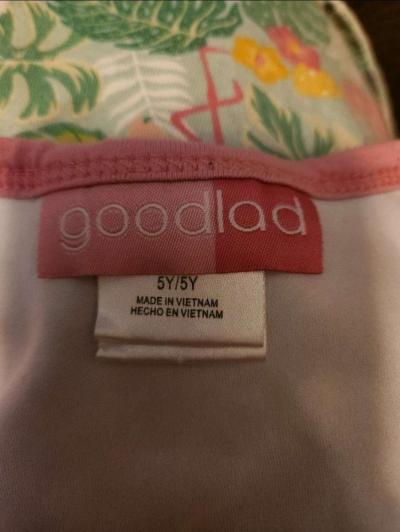 goodlad
5Y/5Y
MADE IN VIETNAM
HECHO EN VIETNAM